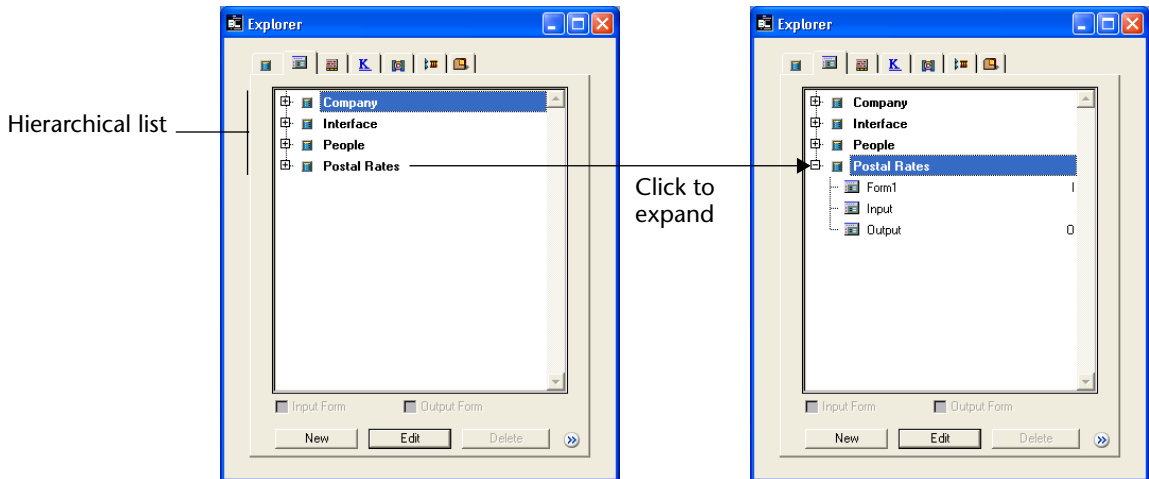 Explorer
K
Company
Interface
People
Postal Rates
Input Form
Output Form
New
Edit
Delete
Hierarchical list
Click to
expand
Explorer
K
Company
Interface
People
Postal Rates
Form1 I
Input
Output O
Input Form
Output Form
New
Edit
Delete